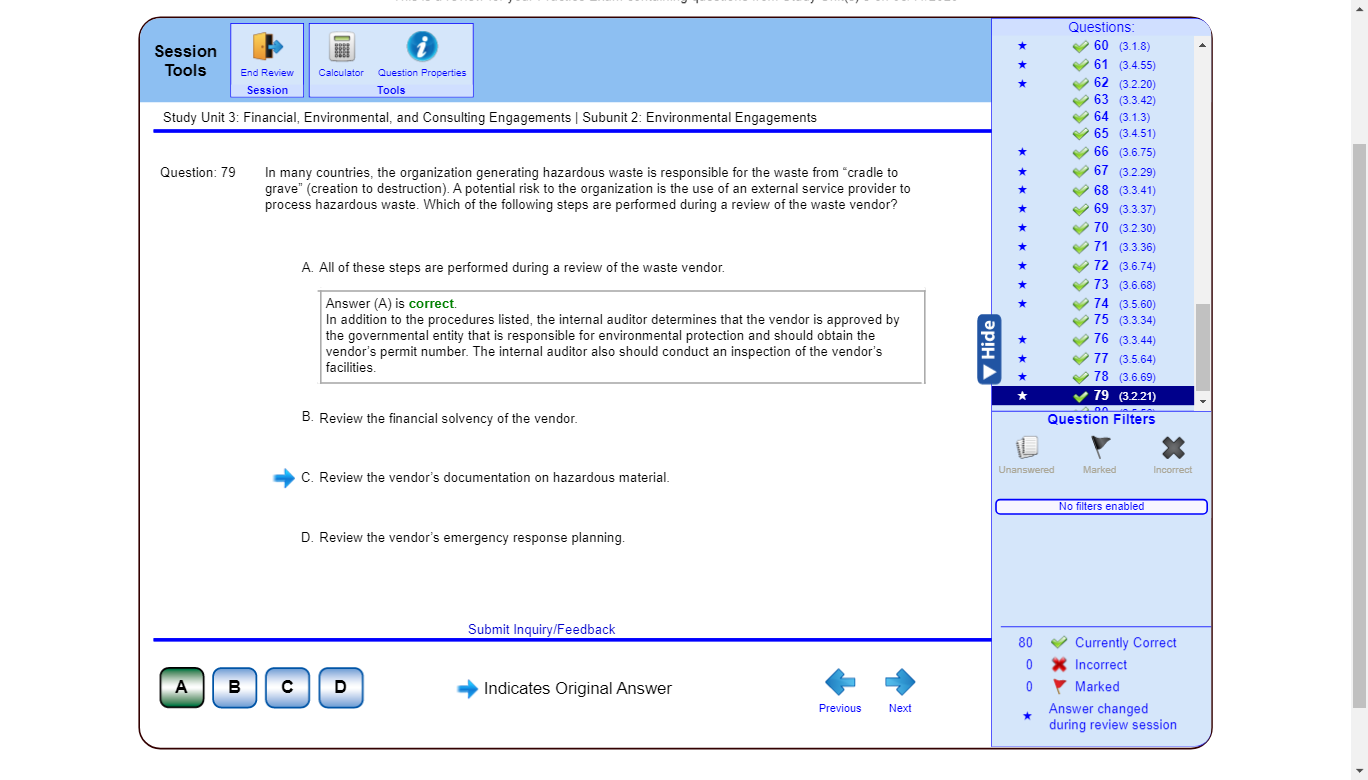 Session
Tools
End Review
Session
Calculator
Question Properties
Tools
Study Unit 3: Financial, Environmental, and Consulting Engagements | Subunit 2: Environmental Engagements
Question: 79
In many countries, the organization generating hazardous waste is responsible for the waste from “cradle to
grave” (creation to destruction). A potential risk to the organization is the use of an external service provider to
process hazardous waste. Which of the following steps are performed during a review of the waste vendor?
A. All of these steps are performed during a review of the waste vendor.
Answer (A) is correct.
In addition to the procedures listed, the internal auditor determines that the vendor is approved by
the governmental entity that is responsible for environmental protection and should obtain the
vendor’s permit number. The internal auditor also should conduct an inspection of the vendor’s
facilities.
B. Review the financial solvency of the vendor.
C. Review the vendor’s documentation on hazardous material.
D. Review the vendor’s emergency response planning.
Submit Inquiry/Feedback
A B C D
Indicates Original Answer
Previous
Next
Hide
Questions:
60 (3.1.8)
61 (3.4.55)
62 (3.2.20)
63 (3.3.42)
64 (3.1.3)
65 (3.4.51)
66 (3.6.75)
67 (3.2.29)
68 (3.3.41)
69 (3.3.37)
70 (3.2.30)
71 (3.3.36)
72 (3.6.74)
73 (3.6.68)
74 (3.5.60)
75 (3.3.34)
76 (3.3.44)
77 (3.5.64)
78 (3.6.69)
79 (3.2.21)
Question Filters
Unanswered
Marked
Incorrect
No filters enabled
80 Currently Correct
0 Incorrect
0 Marked
Answer changed
during review session